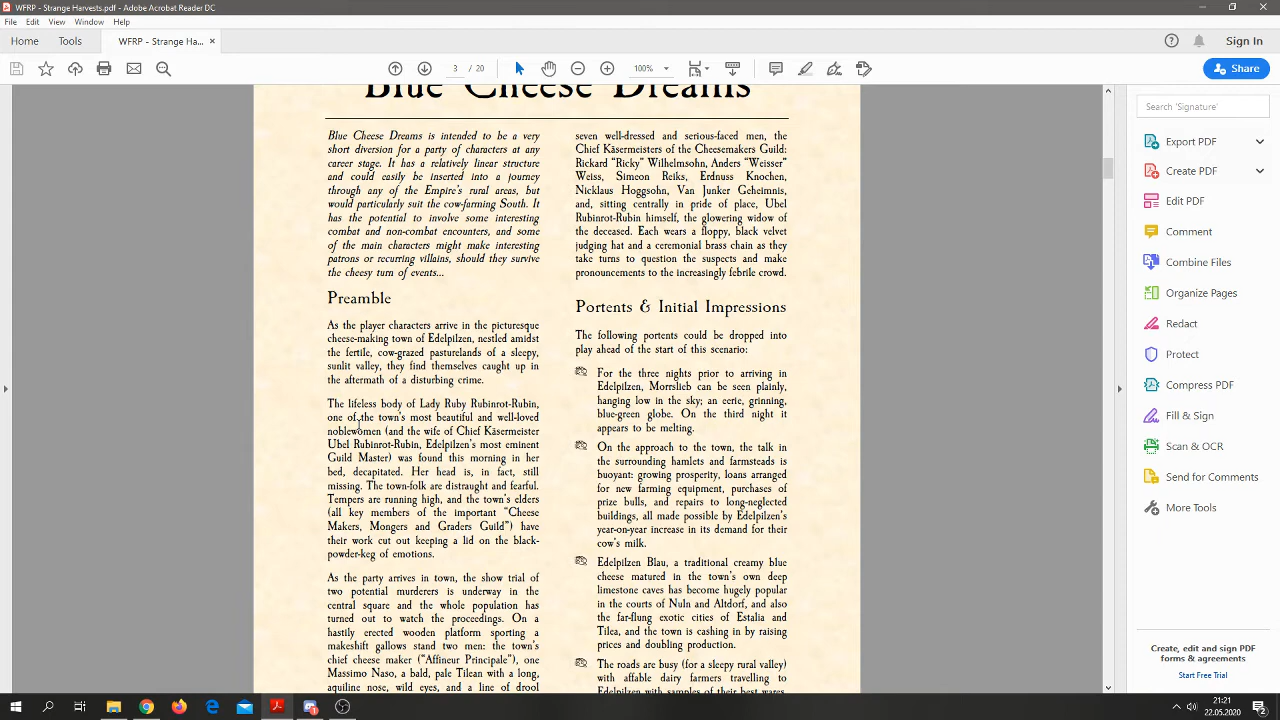 WFRP - Strange Harvests.pdf - Adobe Acrobat Reader DC
File Edit View Window Help
Home Tools WFRP - Strange Ha... × Sign In
3 / 20 100% Share
Blue Cheese Dreams
Blue Cheese Dreams is intended to be a very
short diversion for a party of characters at any
career stage. It has a relatively linear structure
and could easily be inserted into a journey
through any of the Empire's rural areas, but
would particularly suit the cow-farming South. It
has the potential to involve some interesting
combat and non-combat encounters, and some
of the main characters might make interesting
patrons or recurring villains, should they survive
the cheesy turn of events...
Preamble
As the player characters arrive in the picturesque
cheese-making town of Edelpilzen, nestled amidst
the fertile, cow-grazed pasturelands of a sleepy,
sunlit valley, they find themselves caught up in
the aftermath of a disturbing crime.
The lifeless body of Lady Ruby Rubinrot-Rubin,
one of the town's most beautiful and well-loved
noblewomen (and the wife of Chief Käsermeister
Ubel Rubinrot-Rubin, Edelpilzen's most eminent
Guild Master) was found this morning in her
bed, decapitated. Her head is, in fact, still
missing. The town-folk are distraught and fearful.
Tempers are running high, and the town's elders
(all key members of the important "Cheese
Makers, Mongers and Graders Guild") have
their work cut out keeping a lid on the black-
powder-keg of emotions.
As the party arrives in town, the show trial of
two potential murderers is underway in the
central square and the whole population has
turned out to watch the proceedings. On a
hastily erected wooden platform sporting a
makeshift gallows stand two men: the town's
chief cheese maker ("Affineur Principale"), one
Massimo Naso, a bald, pale Tilean with a long,
aquiline nose, wild eyes, and a line of drool
seven well-dressed and serious-faced men, the
Chief Käsermeisters of the Cheesemakers Guild:
Rickard "Ricky" Wilhelmsohn, Anders "Weisser"
Weiss, Simeon Reiks, Erdnuss Knochen,
Nicklaus Hoggsohn, Van Junker Geheimnis,
and, sitting centrally in pride of place, Ubel
Rubinrot-Rubin himself, the glowering widow of
the deceased. Each wears a floppy, black velvet
judging hat and a ceremonial brass chain as they
take turns to question the suspects and make
pronouncements to the increasingly febrile crowd.
Portents & Initial Impressions
The following portents could be dropped into
play ahead of the start of this scenario:
For the three nights prior to arriving in
Edelpilzen, Morrslieb can be seen plainly,
hanging low in the sky; an eerie, grinning,
blue-green globe. On the third night it
appears to be melting.
On the approach to the town, the talk in
the surrounding hamlets and farmsteads is
buoyant: growing prosperity, loans arranged
for new farming equipment, purchases of
prize bulls, and repairs to long-neglected
buildings, all made possible by Edelpilzen's
year-on-year increase in its demand for their
cow's milk.
Edelpilzen Blau, a traditional creamy blue
cheese matured in the town's own deep
limestone caves has become hugely popular
in the courts of Nuln and Altdorf, and also
the far-flung exotic cities of Estalia and
Tilea, and the town is cashing in by raising
prices and doubling production.
The roads are busy (for a sleepy rural valley)
with affable dairy farmers travelling to
Edelpilzen with samples of their best wares,
Search 'Signature'
Export PDF
Create PDF
Edit PDF
Comment
Combine Files
Organize Pages
Redact
Protect
Compress PDF
Fill & Sign
Scan & OCR
Send for Comments
More Tools
Create, edit and sign PDF
forms & agreements
Start Free Trial
21:21
22.05.2020